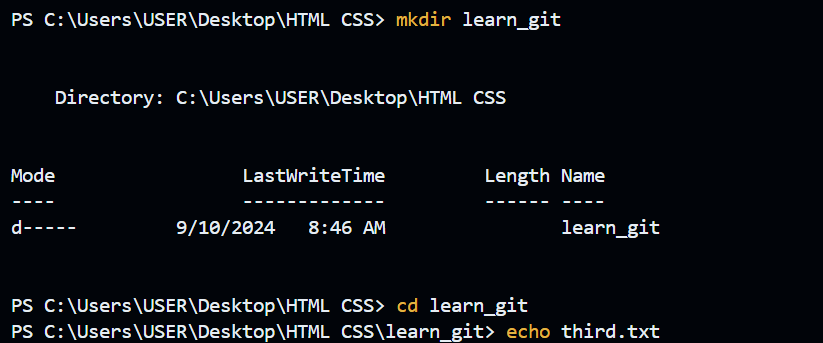 PS C:\Users\USER\Desktop\HTML CSS> mkdir learn_git
Directory: C:\Users\USER\Desktop\HTML CSS
Mode LastWriteTime Length Name
---- ------------- ------ ----
d----- 9/10/2024 8:46 AM learn_git
PS C:\Users\USER\Desktop\HTML CSS> cd learn_git
PS C:\Users\USER\Desktop\HTML CSS\learn_git> echo third.txt